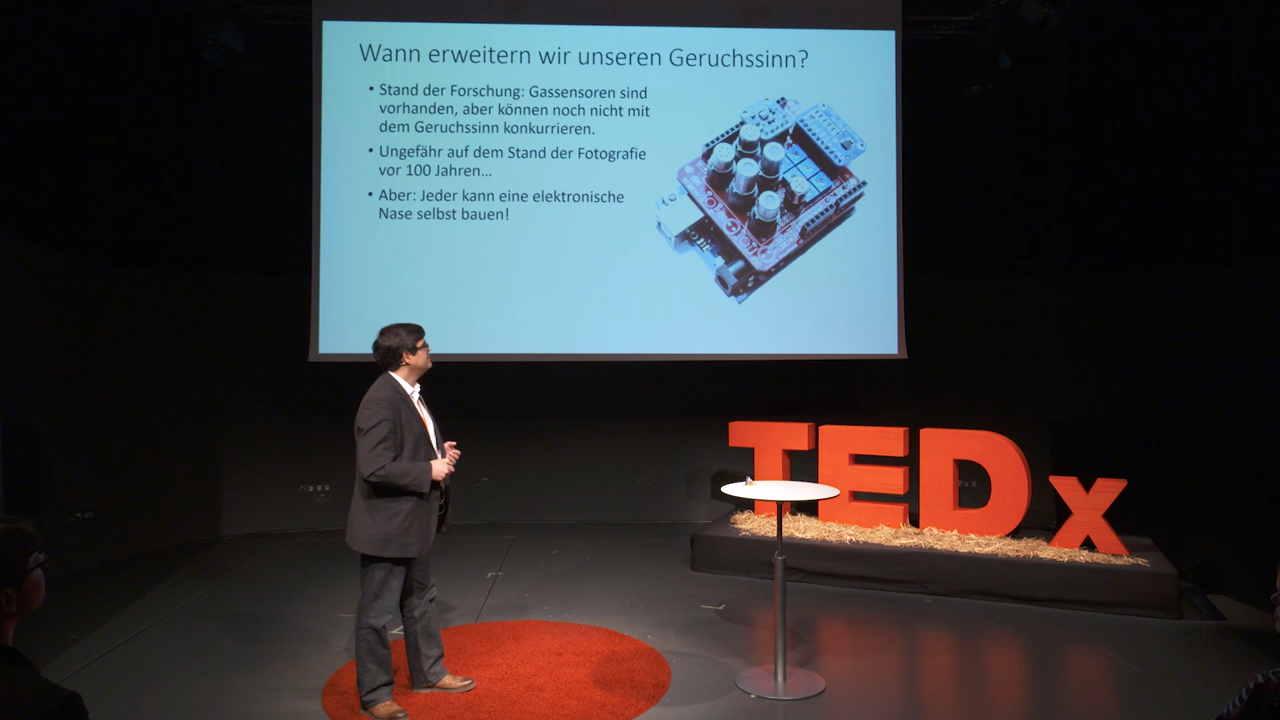 Wann erweitern wir unseren Geruchssinn?
• Stand der Forschung: Gassensoren sind
vorhanden, aber können noch nicht mit
dem Geruchssinn konkurrieren.
• Ungefähr auf dem Stand der Fotografie
vor 100 Jahren...
• Aber: Jeder kann eine elektronische
Nase selbst bauen!
TEDx